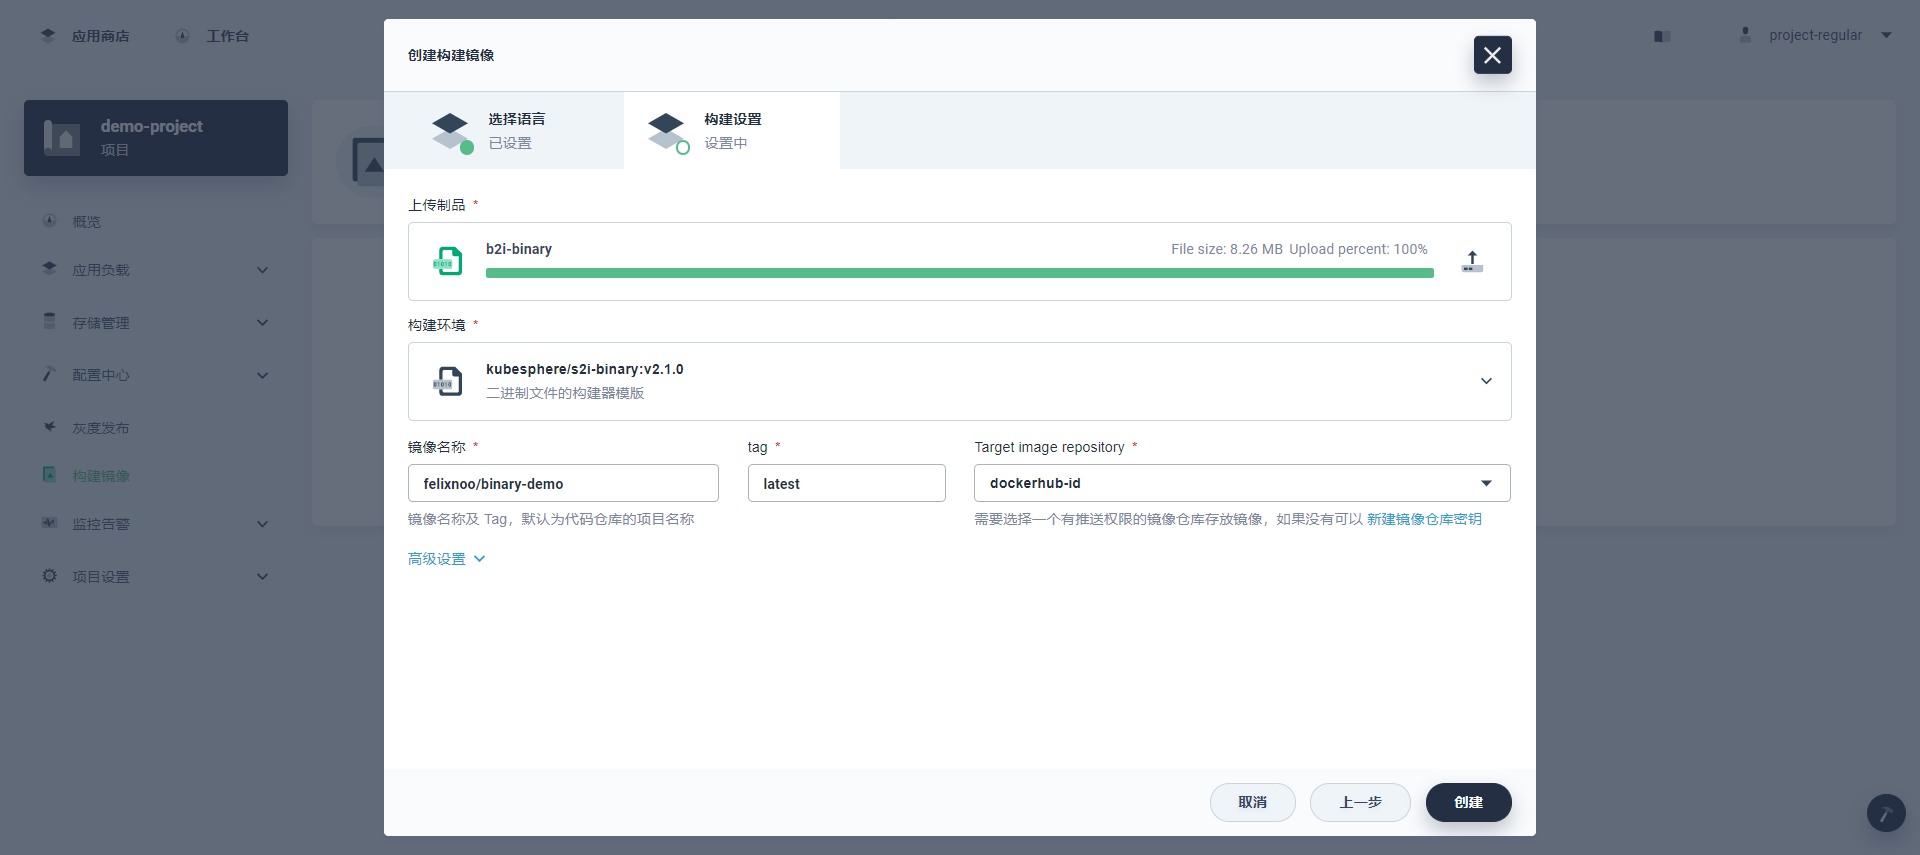 应用商店
工作台
project-regular
demo-project
项目
概览
应用负载
存储管理
配置中心
灰度发布
构建镜像
监控告警
项目设置
创建构建镜像
选择语言
已设置
构建设置
设置中
上传制品 *
b2i-binary
File size: 8.26 MB Upload percent: 100%
构建环境 *
kubesphere/s2i-binary:v2.1.0
二进制文件的构建器模版
镜像名称 *
felixnoo/binary-demo
镜像名称及 Tag，默认为代码仓库的项目名称
tag *
latest
Target image repository *
dockerhub-id
需要选择一个有推送权限的镜像仓库存放镜像，如果没有可以 新建镜像仓库密钥
高级设置
取消
上一步
创建